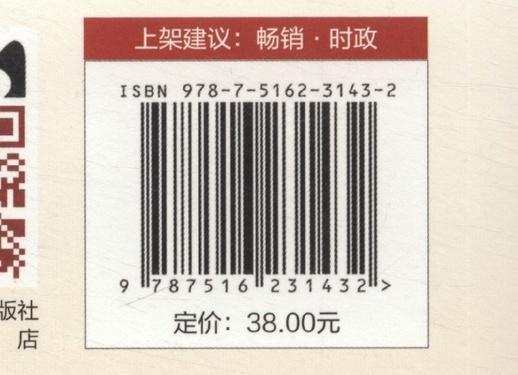 上架建议：畅销·时政
ISBN 978-7-5162-3143-2
9 787516 231432 >
定价：38.00元
版社
店